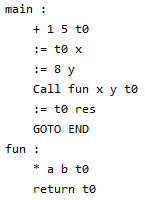 main :
+ 1 5 t0
:= t0 x
:= 8 y
Call fun x y t0
:= t0 res
GOTO END
fun :
* a b t0
return t0